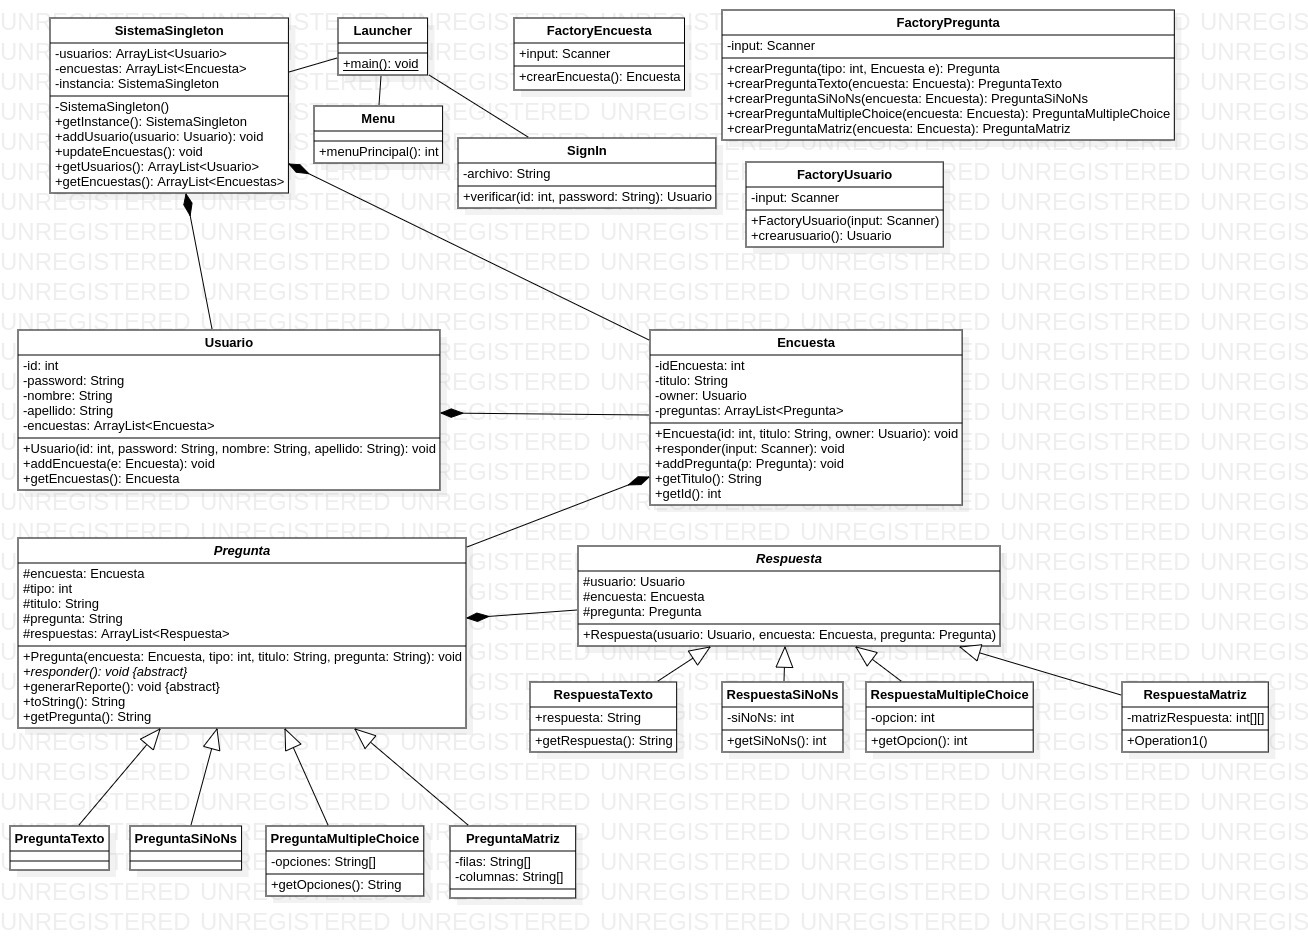 SistemaSingleton
-usuarios: ArrayList<Usuario>
-encuestas: ArrayList<Encuesta>
-instancia: SistemaSingleton
-SistemaSingleton()
+getInstance(): SistemaSingleton
+addUsuario(usuario: Usuario): void
+updateEncuestas(): void
+getUsuarios(): ArrayList<Usuario>
+getEncuestas(): ArrayList<Encuestas>
Launcher
+main(): void
Menu
+menuPrincipal(): int
FactoryEncuesta
+input: Scanner
+crearEncuesta(): Encuesta
SignIn
-archivo: String
+verificar(id: int, password: String): Usuario
FactoryPregunta
-input: Scanner
+crearPregunta(tipo: int, Encuesta e): Pregunta
+crearPreguntaTexto(encuesta: Encuesta): PreguntaTexto
+crearPreguntaSiNoNs(encuesta: Encuesta): PreguntaSiNoNs
+crearPreguntaMultipleChoice(encuesta: Encuesta): PreguntaMultipleChoice
+crearPreguntaMatriz(encuesta: Encuesta): PreguntaMatriz
FactoryUsuario
-input: Scanner
+FactoryUsuario(input: Scanner)
+crearusuario(): Usuario
Usuario
-id: int
-password: String
-nombre: String
-apellido: String
-encuestas: ArrayList<Encuesta>
+Usuario(id: int, password: String, nombre: String, apellido: String): void
+addEncuesta(e: Encuesta): void
+getEncuestas(): Encuesta
Encuesta
-idEncuesta: int
-titulo: String
-owner: Usuario
-preguntas: ArrayList<Pregunta>
+Encuesta(id: int, titulo: String, owner: Usuario): void
+responder(input: Scanner): void
+addPregunta(p: Pregunta): void
+getTitulo(): String
+getId(): int
Pregunta
#encuesta: Encuesta
#tipo: int
#titulo: String
#pregunta: String
#respuestas: ArrayList<Respuesta>
+Pregunta(encuesta: Encuesta, tipo: int, titulo: String, pregunta: String): void
+responder(): void {abstract}
+generarReporte(): void {abstract}
+toString(): String
+getPregunta(): String
Respuesta
#usuario: Usuario
#encuesta: Encuesta
#pregunta: Pregunta
+Respuesta(usuario: Usuario, encuesta: Encuesta, pregunta: Pregunta)
RespuestaTexto
+respuesta: String
+getRespuesta(): String
RespuestaSiNoNs
-siNoNs: int
+getSiNoNs(): int
RespuestaMultipleChoice
-opcion: int
+getOpcion(): int
RespuestaMatriz
-matrizRespuesta: int[][]
+Operation1()
PreguntaTexto
PreguntaSiNoNs
PreguntaMultipleChoice
-opciones: String[]
+getOpciones(): String
PreguntaMatriz
-filas: String[]
-columnas: String[]